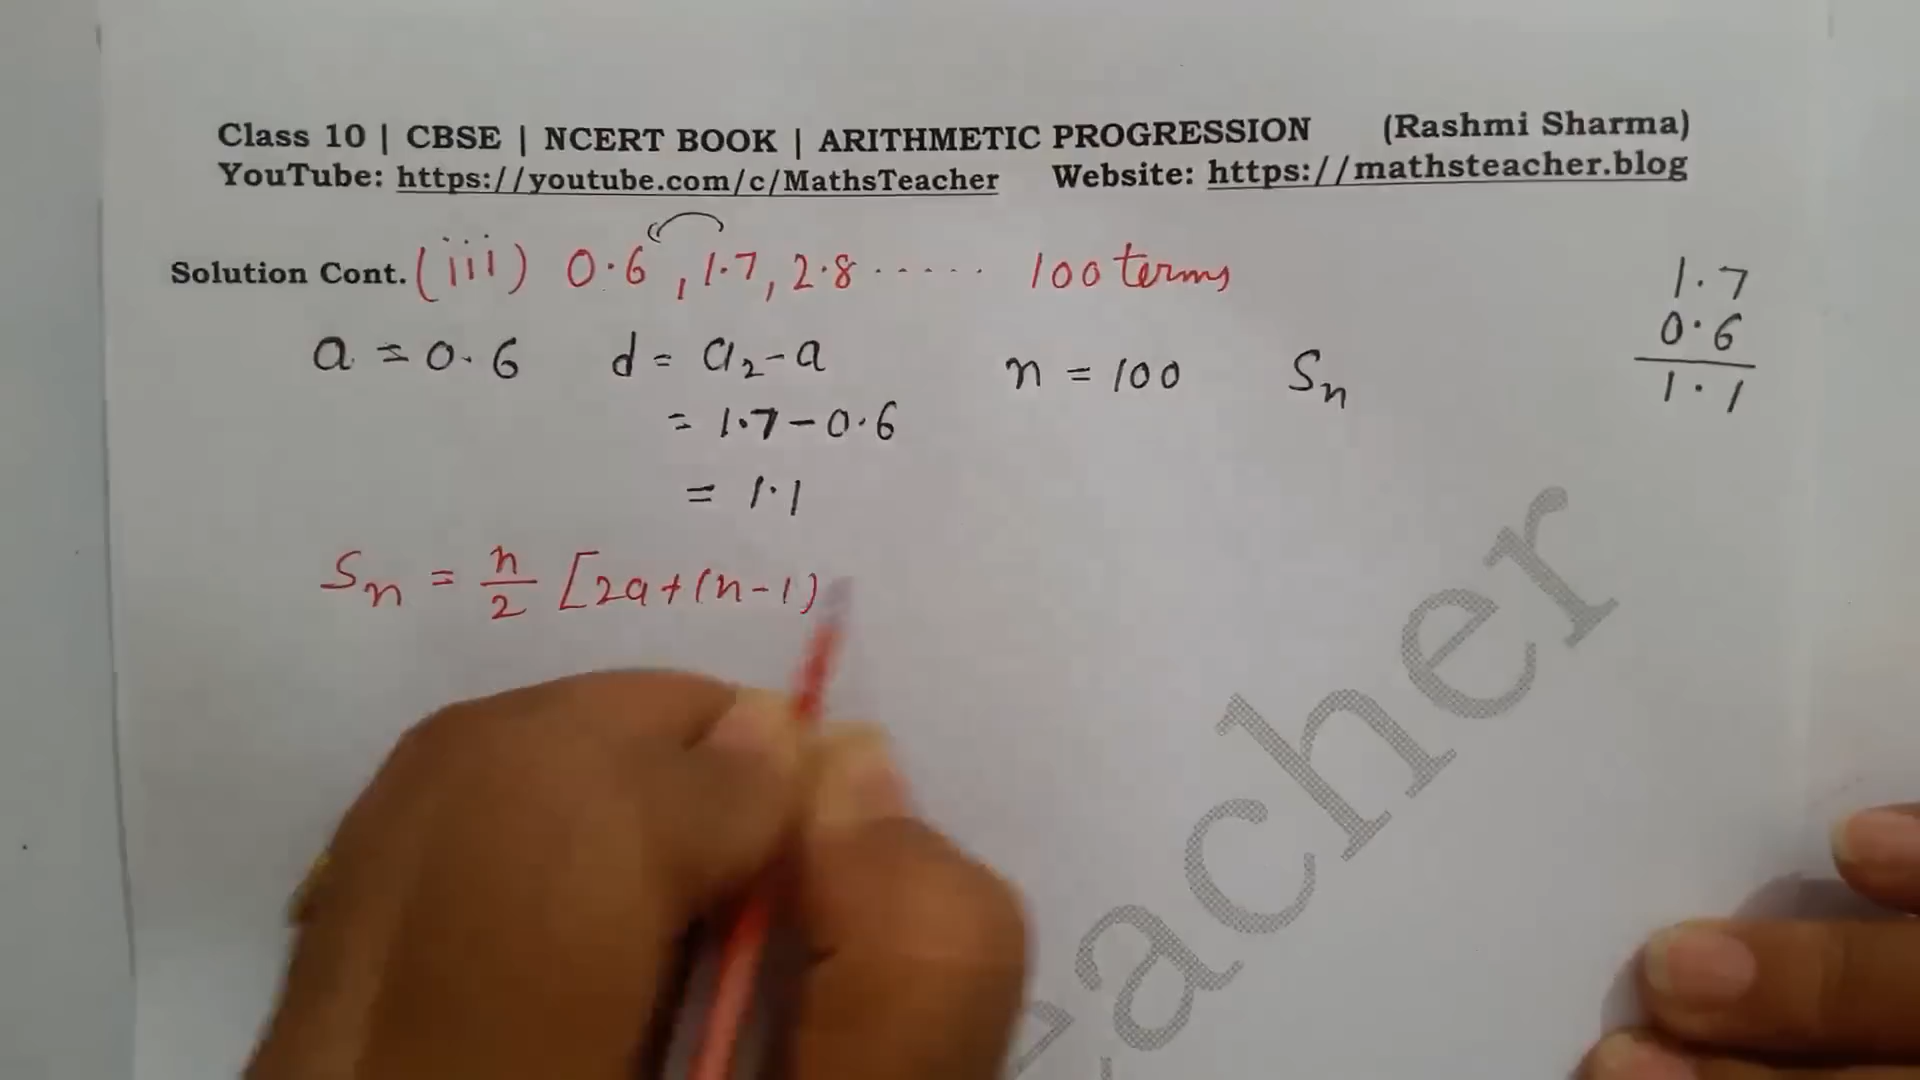 Class 10 | CBSE | NCERT BOOK | ARITHMETIC PROGRESSION (Rashmi Sharma)
YouTube: https://youtube.com/c/MathsTeacher Website: https://mathsteacher.blog
Solution Cont. (iii) 0.6, 1.7, 2.8 ..... 100 terms
a = 0.6 d = a₂ - a n = 100 Sₙ
= 1.7 - 0.6
= 1.1
1.7
0.6
1.1
Sₙ = n/2 [2a+(n-1)
eacher